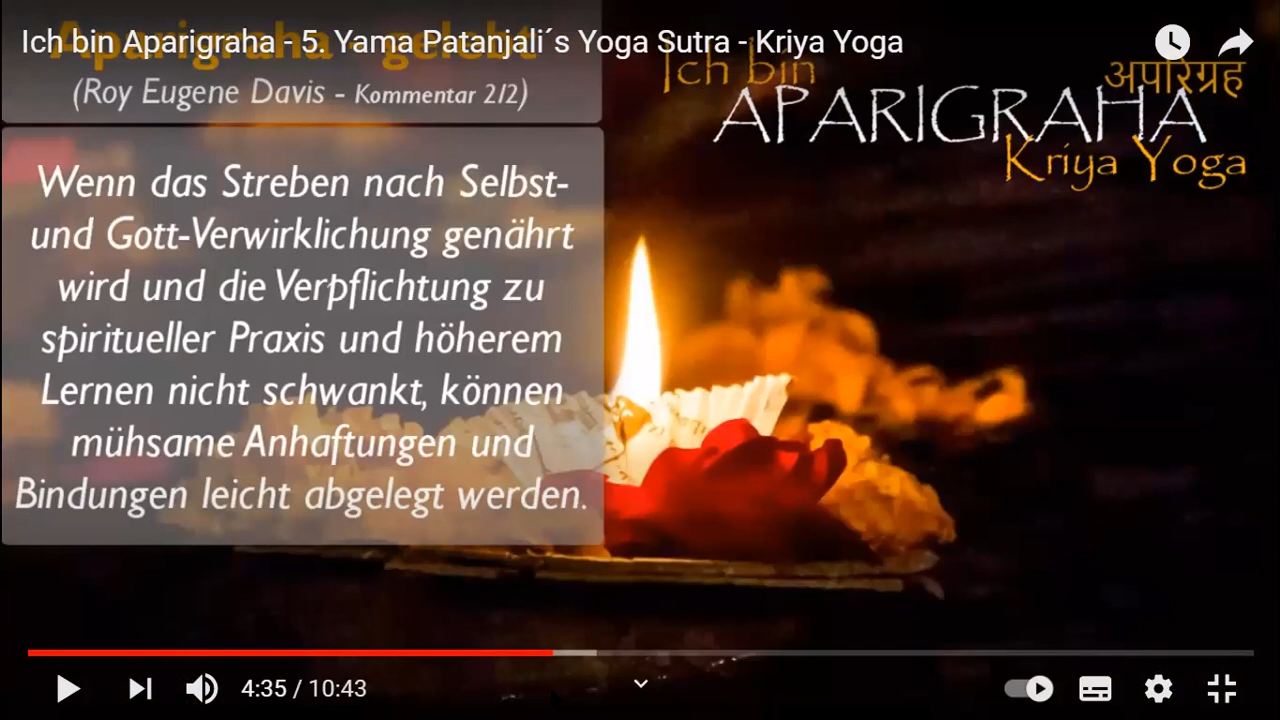 Ich bin Aparigraha - 5. Yama Patanjali´s Yoga Sutra - Kriya Yoga
Aparigraha - gelebt
(Roy Eugene Davis - Kommentar 2/2)
Wenn das Streben nach Selbst-
und Gott-Verwirklichung genährt
wird und die Verpflichtung zu
spiritueller Praxis und höherem
Lernen nicht schwankt, können
mühsame Anhaftungen und
Bindungen leicht abgelegt werden.
Ich bin
अपरिग्रह
APARIGRAHA
Kriya Yoga
4:35 / 10:43